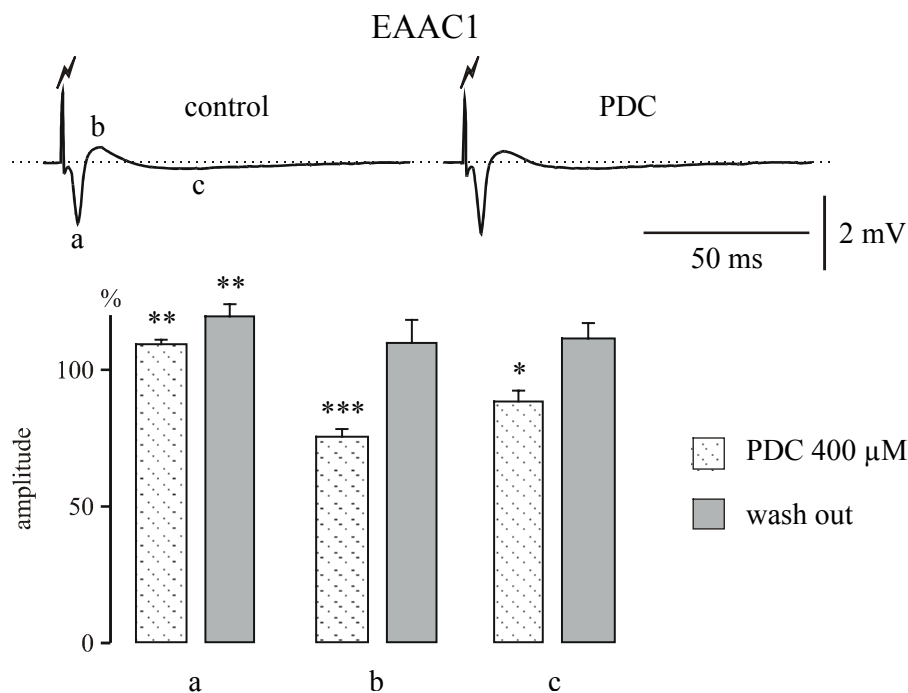 EAAC1
control
PDC
b
c
a
2 mV
50 ms
%
** ** *** *
100
50
0
amplitude
PDC 400 µM
wash out
a b c